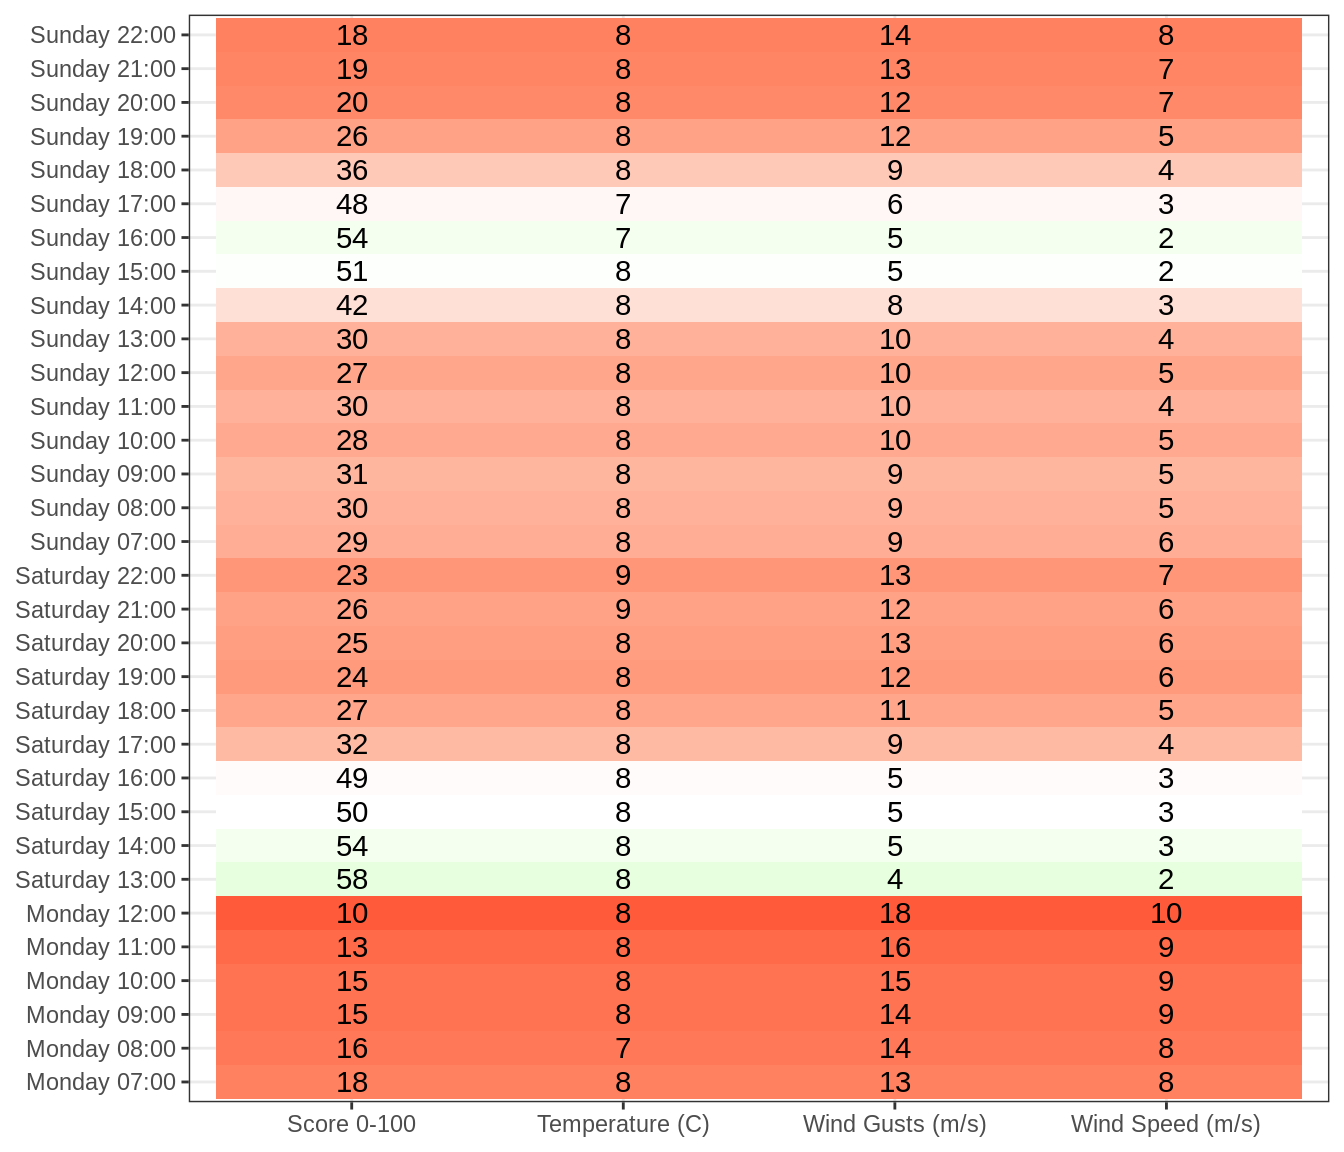 Sunday 22:00 18 8 14 8
Sunday 21:00 19 8 13 7
Sunday 20:00 20 8 12 7
Sunday 19:00 26 8 12 5
Sunday 18:00 36 8 9 4
Sunday 17:00 48 7 6 3
Sunday 16:00 54 7 5 2
Sunday 15:00 51 8 5 2
Sunday 14:00 42 8 8 3
Sunday 13:00 30 8 10 4
Sunday 12:00 27 8 10 5
Sunday 11:00 30 8 10 4
Sunday 10:00 28 8 10 5
Sunday 09:00 31 8 9 5
Sunday 08:00 30 8 9 5
Sunday 07:00 29 8 9 6
Saturday 22:00 23 9 13 7
Saturday 21:00 26 9 12 6
Saturday 20:00 25 8 13 6
Saturday 19:00 24 8 12 6
Saturday 18:00 27 8 11 5
Saturday 17:00 32 8 9 4
Saturday 16:00 49 8 5 3
Saturday 15:00 50 8 5 3
Saturday 14:00 54 8 5 3
Saturday 13:00 58 8 4 2
Monday 12:00 10 8 18 10
Monday 11:00 13 8 16 9
Monday 10:00 15 8 15 9
Monday 09:00 15 8 14 9
Monday 08:00 16 7 14 8
Monday 07:00 18 8 13 8
Score 0-100 Temperature (C) Wind Gusts (m/s) Wind Speed (m/s)